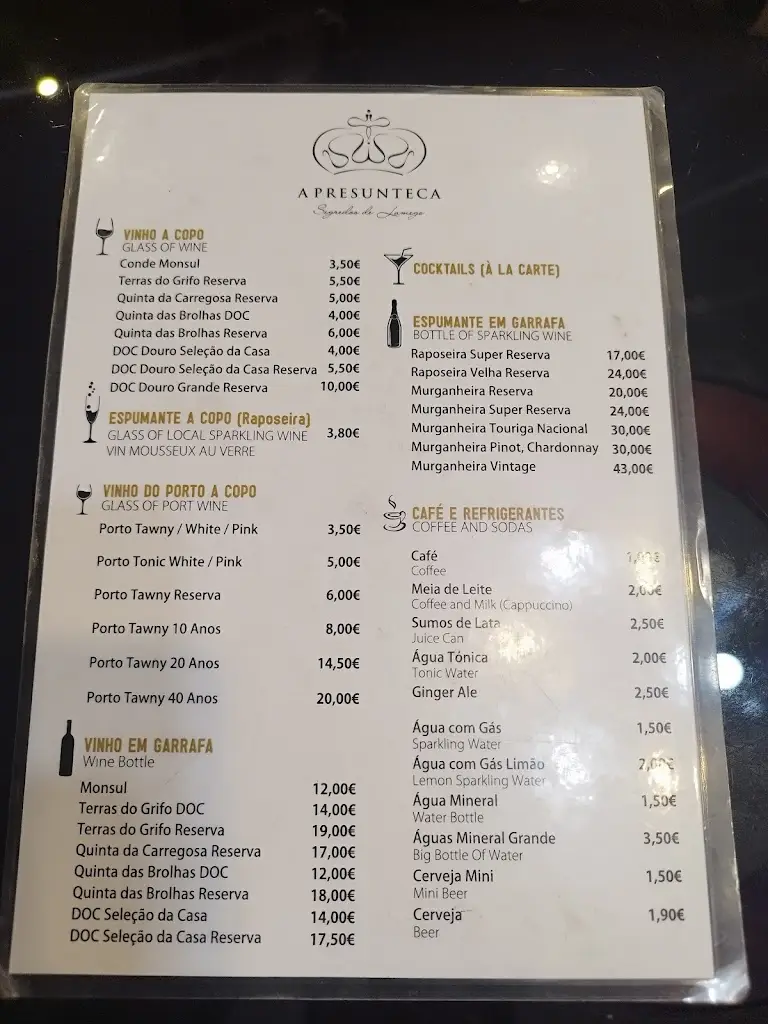 APRESUNTECA
Segredos de Lamego
VINHO A COPO
GLASS OF WINE
Conde Monsul 3,50€
Terras do Grifo Reserva 5,50€
Quinta da Carregosa Reserva 5,00€
Quinta das Brolhas DOC 4,00€
Quinta das Brolhas Reserva 6,00€
DOC Douro Seleção da Casa 4,00€
DOC Douro Seleção da Casa Reserva 5,50€
DOC Douro Grande Reserva 10,00€
ESPUMANTE A COPO (Raposeira)
GLASS OF LOCAL SPARKLING WINE 3,80€
VIN MOUSSEUX AU VERRE
VINHO DO PORTO A COPO
GLASS OF PORT WINE
Porto Tawny / White / Pink 3,50€
Porto Tonic White / Pink 5,00€
Porto Tawny Reserva 6,00€
Porto Tawny 10 Anos 8,00€
Porto Tawny 20 Anos 14,50€
Porto Tawny 40 Anos 20,00€
VINHO EM GARRAFA
Wine Bottle
Monsul 12,00€
Terras do Grifo DOC 14,00€
Terras do Grifo Reserva 19,00€
Quinta da Carregosa Reserva 17,00€
Quinta das Brolhas DOC 12,00€
Quinta das Brolhas Reserva 18,00€
DOC Seleção da Casa 14,00€
DOC Seleção da Casa Reserva 17,50€
COCKTAILS (À LA CARTE)
ESPUMANTE EM GARRAFA
BOTTLE OF SPARKLING WINE
Raposeira Super Reserva 17,00€
Raposeira Velha Reserva 24,00€
Murganheira Reserva 20,00€
Murganheira Super Reserva 24,00€
Murganheira Touriga Nacional 30,00€
Murganheira Pinot, Chardonnay 30,00€
Murganheira Vintage 43,00€
CAFÉ E REFRIGERANTES
COFFEE AND SODAS
Café
Coffee
Meia de Leite 2,00€
Coffee and Milk (Cappuccino)
Sumos de Lata 2,50€
Juice Can
Água Tónica 2,00€
Tonic Water
Ginger Ale 2,50€
Água com Gás 1,50€
Sparkling Water
Água com Gás Limão
Lemon Sparkling Water
Água Mineral 1,50€
Water Bottle
Águas Mineral Grande 3,50€
Big Bottle Of Water
Cerveja Mini 1,50€
Mini Beer
Cerveja 1,90€
Beer